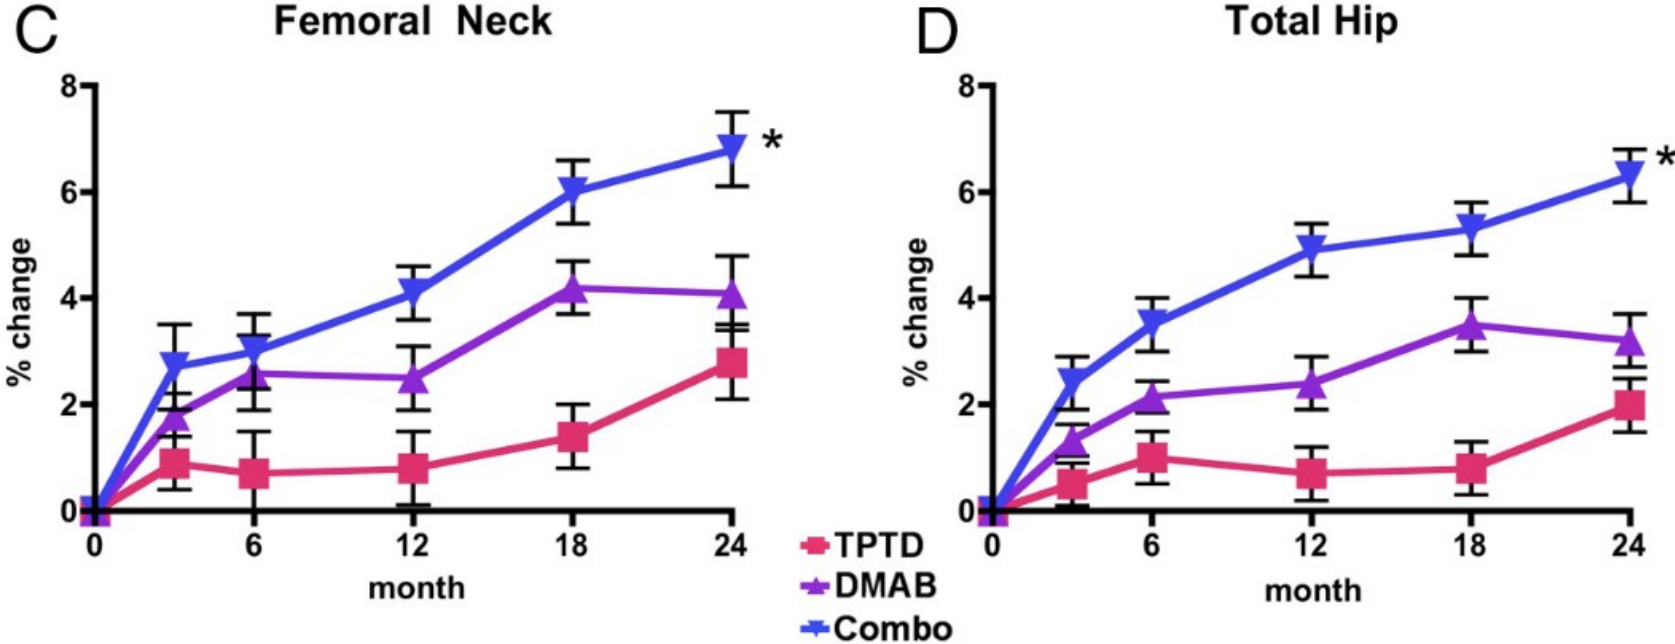 C
Femoral Neck
8
6
4
2
0
% change
0 6 12 18 24
month
*
TPTD
DMAB
Combo
D
Total Hip
8
6
4
2
0
% change
0 6 12 18 24
month
*